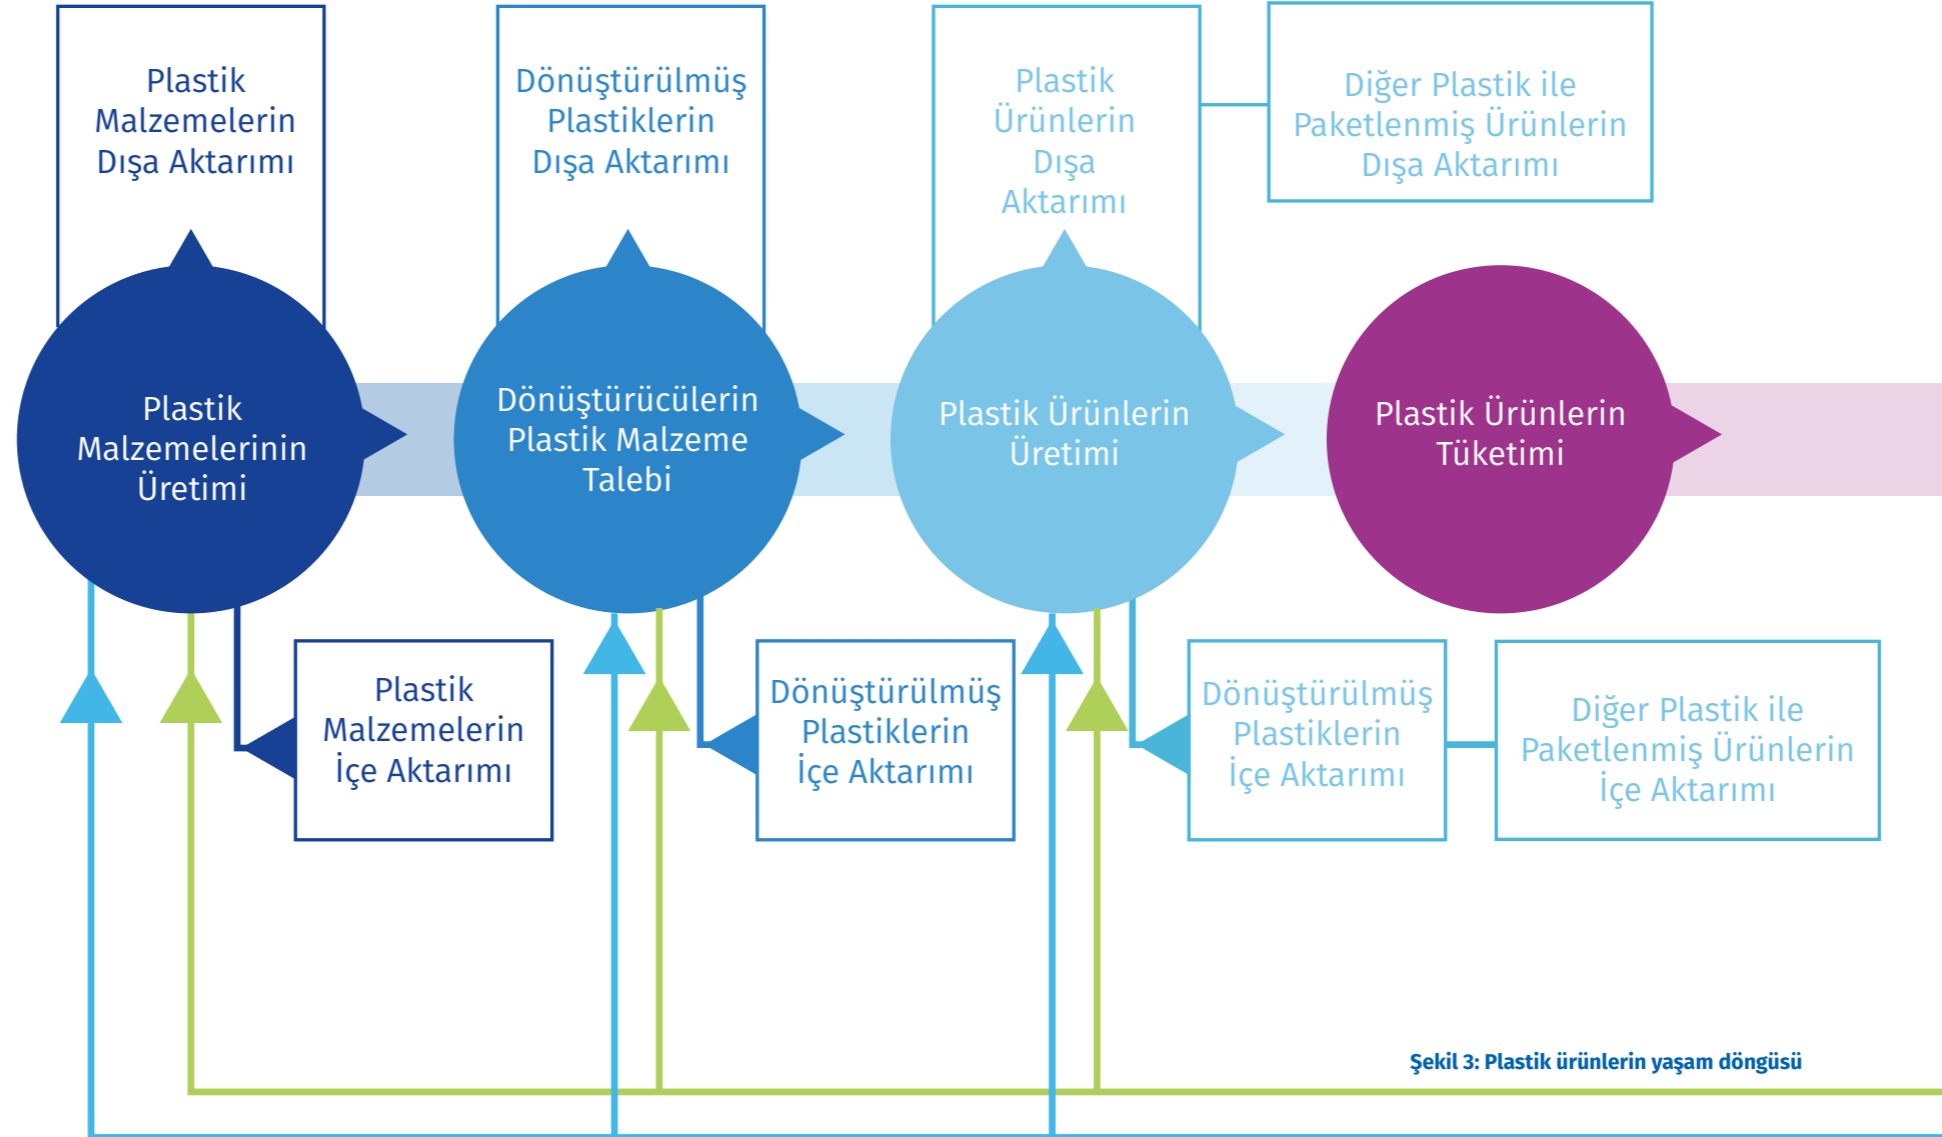 Plastik
Malzemelerin
Dışa Aktarımı
Dönüştürülmüş
Plastiklerin
Dışa Aktarımı
Plastik
Ürünlerin
Dışa
Aktarımı
Diğer Plastik ile
Paketlenmiş Ürünlerin
Dışa Aktarımı
Plastik
Malzemelerinin
Üretimi
Dönüştürücülerin
Plastik Malzeme
Talebi
Plastik Ürünlerin
Üretimi
Plastik Ürünlerin
Tüketimi
Plastik
Malzemelerin
İçe Aktarımı
Dönüştürülmüş
Plastiklerin
İçe Aktarımı
Dönüştürülmüş
Plastiklerin
İçe Aktarımı
Diğer Plastik ile
Paketlenmiş Ürünlerin
İçe Aktarımı
Şekil 3: Plastik ürünlerin yaşam döngüsü